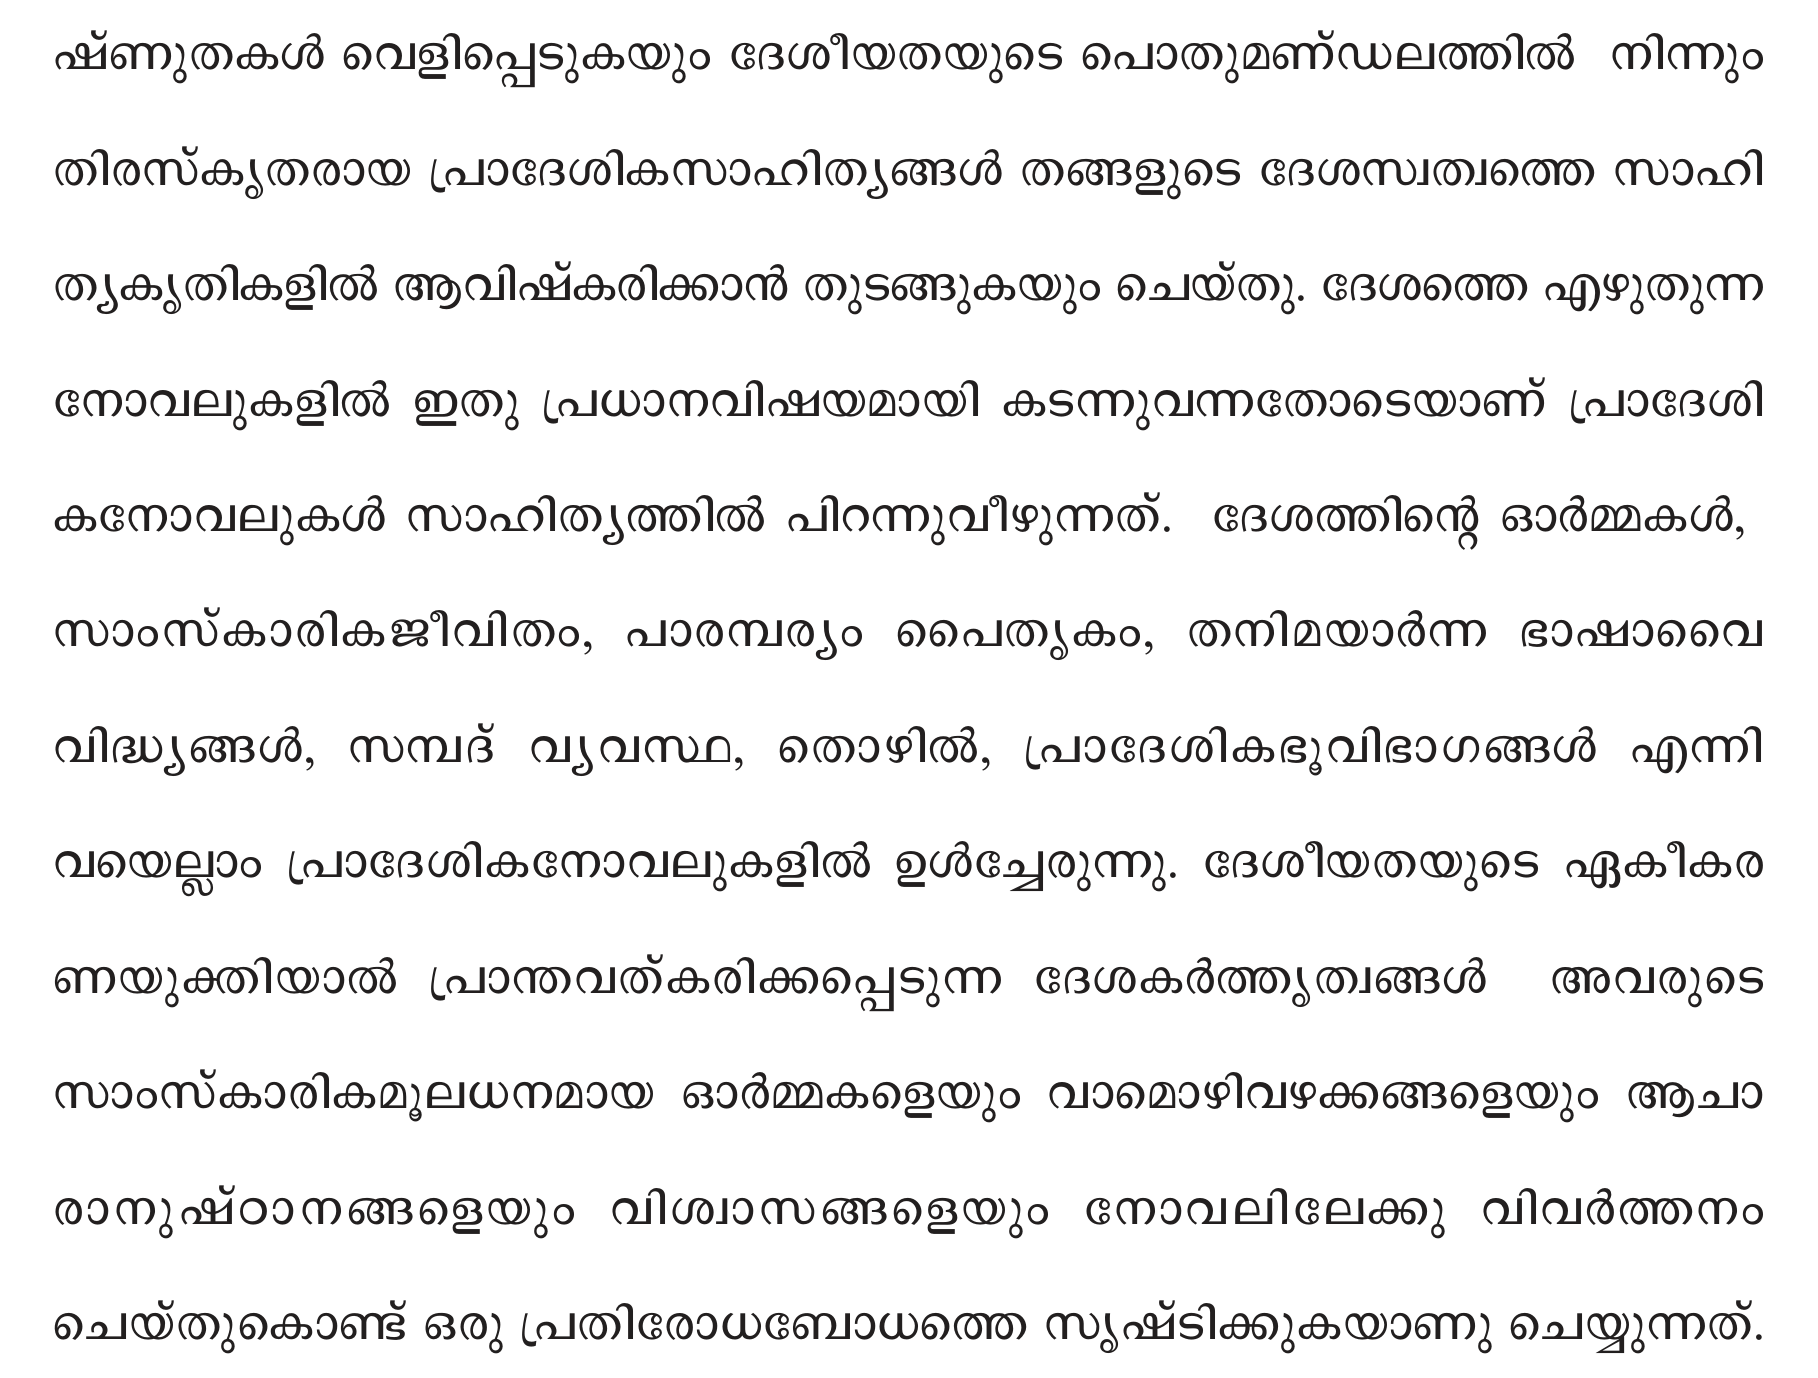 ഷ്ണുതകൾ വെളിപ്പെടുകയും ദേശീയതയുടെ പൊതുമണ്ഡലത്തിൽ നിന്നും
തിരസ്കൃതരായ പ്രാദേശികസാഹിത്യങ്ങൾ തങ്ങളുടെ ദേശസ്വത്വത്തെ സാഹി
ത്യകൃതികളിൽ ആവിഷ്കരിക്കാൻ തുടങ്ങുകയും ചെയ്തു. ദേശത്തെ എഴുതുന്ന
നോവലുകളിൽ ഇതു പ്രധാനവിഷയമായി കടന്നുവന്നതോടെയാണ് പ്രാദേശി
കനോവലുകൾ സാഹിത്യത്തിൽ പിറന്നുവീഴുന്നത്. ദേശത്തിന്റെ ഓർമ്മകൾ,
സാംസ്കാരികജീവിതം, പാരമ്പര്യം പൈതൃകം, തനിമയാർന്ന ഭാഷാവൈ
വിദ്ധ്യങ്ങൾ, സമ്പദ് വ്യവസ്ഥ, തൊഴിൽ, പ്രാദേശികഭൂവിഭാഗങ്ങൾ എന്നി
വയെല്ലാം പ്രാദേശികനോവലുകളിൽ ഉൾച്ചേരുന്നു. ദേശീയതയുടെ ഏകീകര
ണയുക്തിയാൽ പ്രാന്തവത്കരിക്കപ്പെടുന്ന ദേശകർത്തൃത്വങ്ങൾ അവരുടെ
സാംസ്കാരികമൂലധനമായ ഓർമ്മകളെയും വാമൊഴിവഴക്കങ്ങളെയും ആചാ
രാനുഷ്ഠാനങ്ങളെയും വിശ്വാസങ്ങളെയും നോവലിലേക്കു വിവർത്തനം
ചെയ്തുകൊണ്ട് ഒരു പ്രതിരോധബോധത്തെ സൃഷ്ടിക്കുകയാണു ചെയ്യുന്നത്.